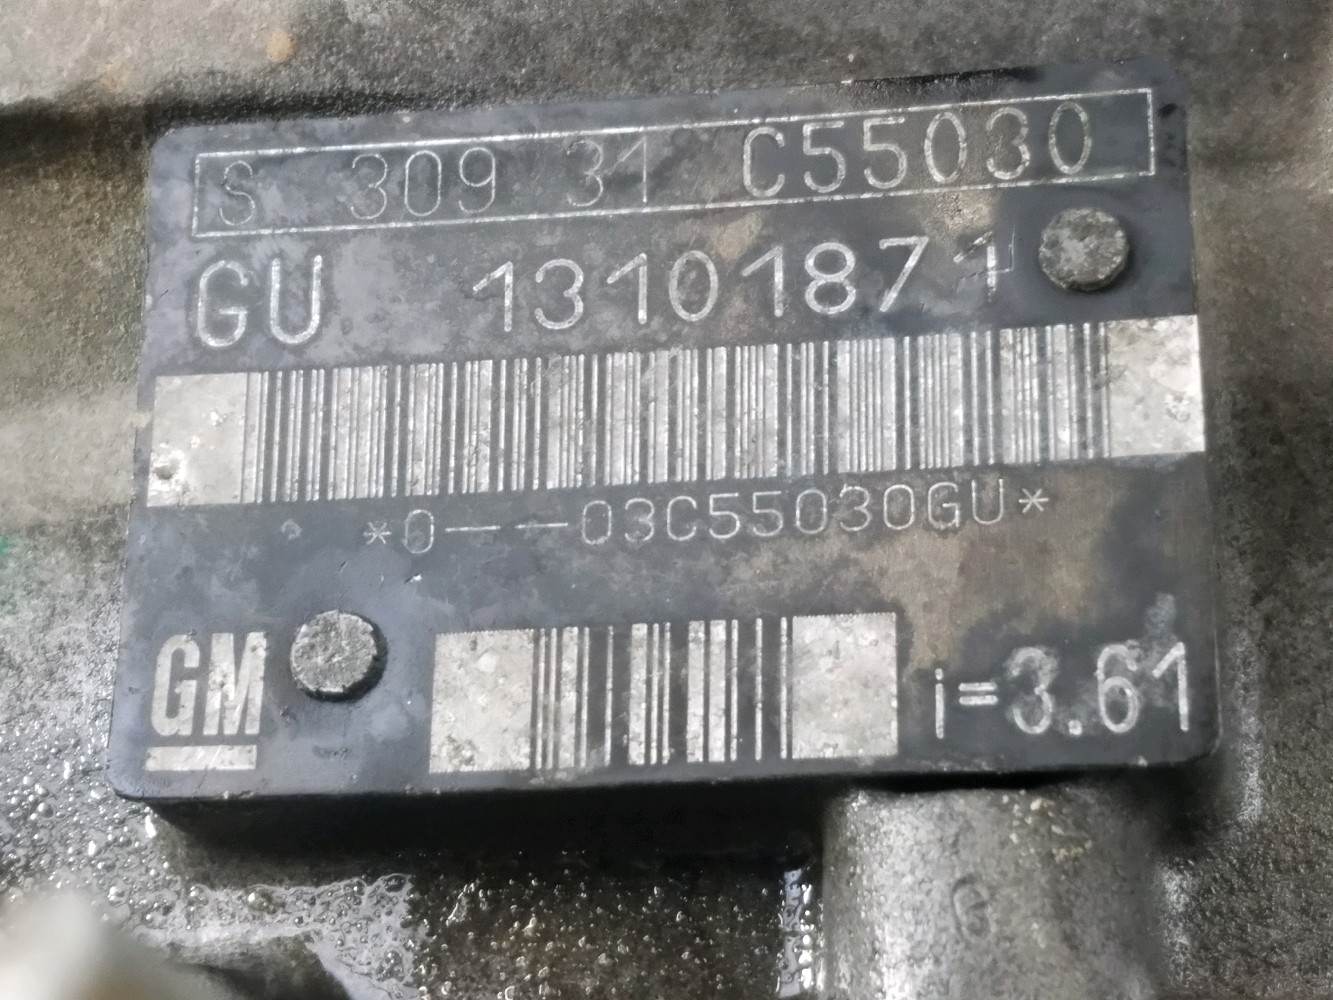 S 309 31 C55030
GU 13101871
*0---03C55030GU*
GM i=3.61